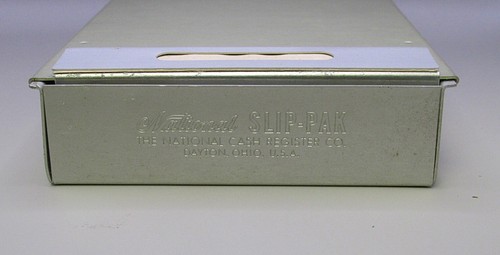 National SLIP-PAK
THE NATIONAL CASH REGISTER CO.
DAYTON, OHIO, U.S.A.